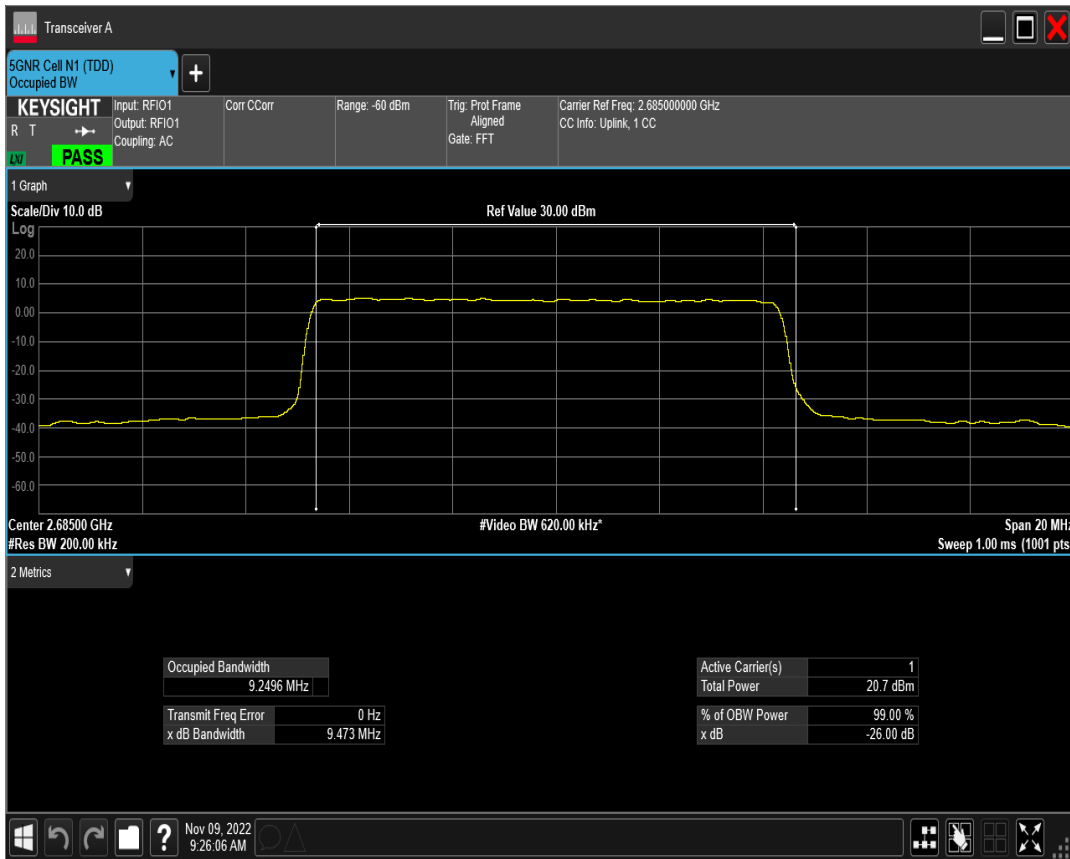 Transceiver A
5GNR Cell N1 (TDD)
Occupied BW
+
KEYSIGHT
R T
LXI
PASS
Input: RFIO1
Output: RFIO1
Coupling: AC
Corr CCorr
Range: -60 dBm
Trig: Prot Frame
Aligned
Gate: FFT
Carrier Ref Freq: 2.685000000 GHz
CC Info: Uplink, 1 CC
1 Graph
Scale/Div 10.0 dB
Ref Value 30.00 dBm
Log
20.0
10.0
0.00
-10.0
-20.0
-30.0
-40.0
-50.0
-60.0
Center 2.68500 GHz
#Video BW 620.00 kHz*
Span 20 MHz
#Res BW 200.00 kHz
Sweep 1.00 ms (1001 pts
2 Metrics
Occupied Bandwidth
9.2496 MHz
Transmit Freq Error 0 Hz
x dB Bandwidth 9.473 MHz
Active Carrier(s) 1
Total Power 20.7 dBm
% of OBW Power 99.00 %
x dB -26.00 dB
?
Nov 09, 2022
9:26:06 AM